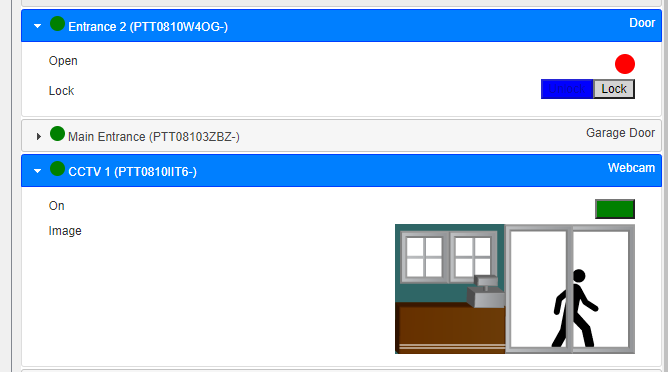 Entrance 2 (PTT0810W4OG-) Door
Open
Lock Lock
Main Entrance (PTT08103ZBZ-) Garage Door
CCTV 1 (PTT0810IIT6-) Webcam
On
Image